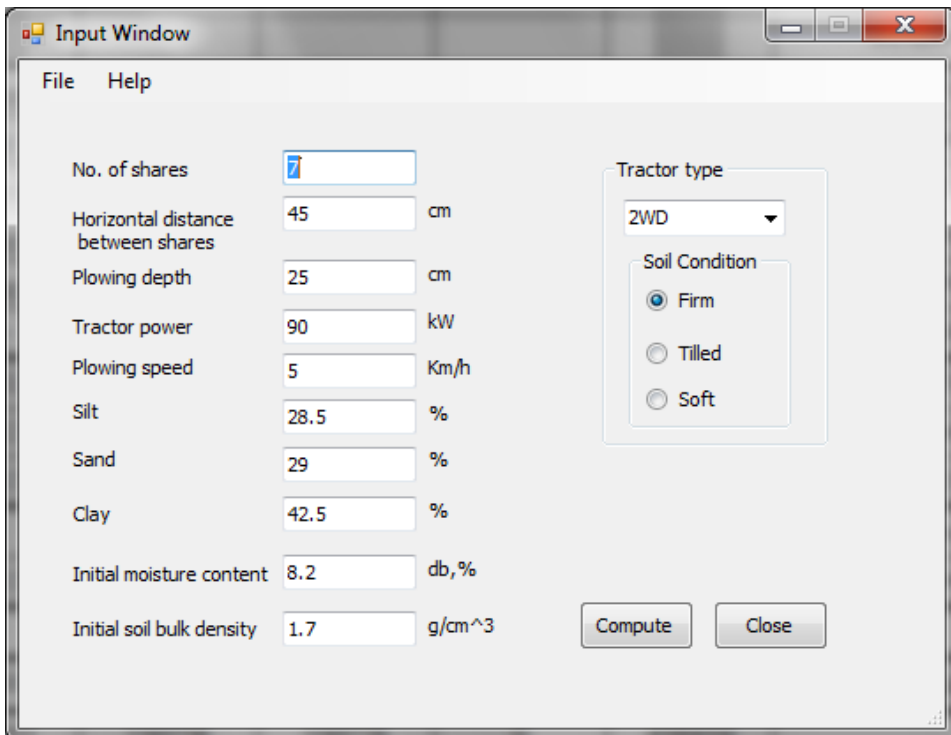 Input Window
File Help
No. of shares 7
Horizontal distance
between shares
45 cm
Plowing depth 25 cm
Tractor power 90 kW
Plowing speed 5 Km/h
Silt 28.5 %
Sand 29 %
Clay 42.5 %
Initial moisture content 8.2 db,%
Initial soil bulk density 1.7 g/cm^3
Tractor type
2WD
Soil Condition
Firm
Tilled
Soft
Compute Close